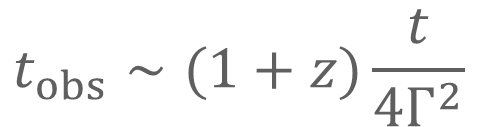 t_obs ~ (1 + z) t / 4Γ²